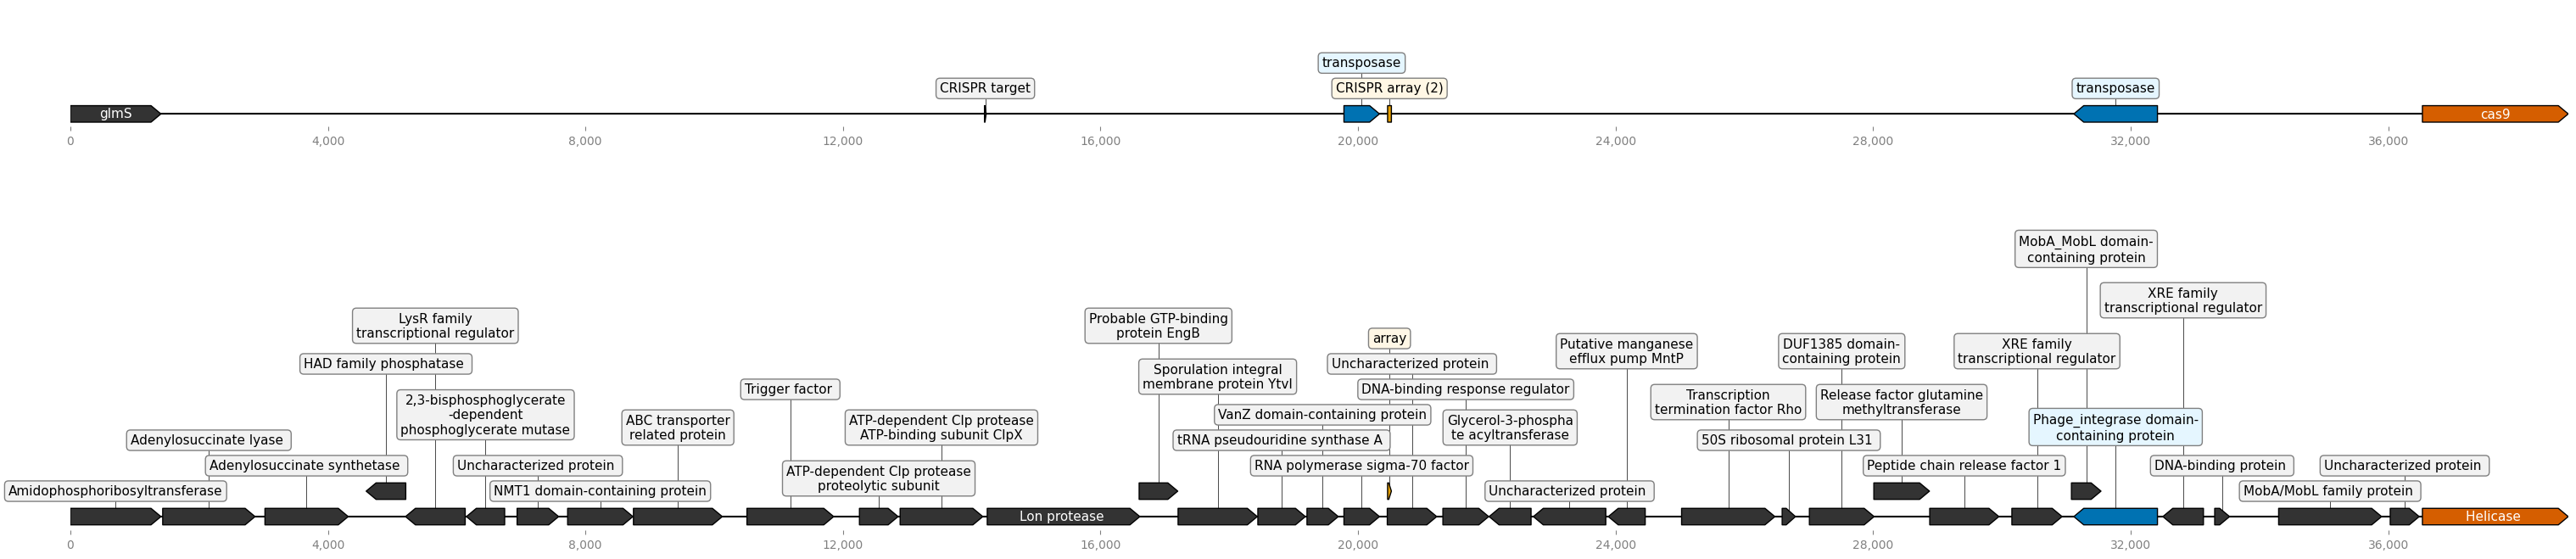 transposase
CRISPR target
CRISPR array (2)
transposase
glmS
cas9
0
4,000
8,000
12,000
16,000
20,000
24,000
28,000
32,000
36,000
MobA_MobL domain-
containing protein
XRE family
transcriptional regulator
LysR family
transcriptional regulator
Probable GTP-binding
protein EngB
array
Putative manganese
efflux pump MntP
DUF1385 domain-
containing protein
XRE family
transcriptional regulator
HAD family phosphatase
Uncharacterized protein
Sporulation integral
membrane protein YtvI
Trigger factor
DNA-binding response regulator
2,3-bisphosphoglycerate
-dependent
phosphoglycerate mutase
Transcription
termination factor Rho
Release factor glutamine
methyltransferase
ABC transporter
related protein
ATP-dependent Clp protease
ATP-binding subunit ClpX
VanZ domain-containing protein
Glycerol-3-phospha
te acyltransferase
Phage_integrase domain-
containing protein
Adenylosuccinate lyase
tRNA pseudouridine synthase A
50S ribosomal protein L31
Adenylosuccinate synthetase
Uncharacterized protein
ATP-dependent Clp protease
proteolytic subunit
RNA polymerase sigma-70 factor
Peptide chain release factor 1
DNA-binding protein
Uncharacterized protein
Amidophosphoribosyltransferase
NMT1 domain-containing protein
Uncharacterized protein
MobA/MobL family protein
Lon protease
Helicase
0
4,000
8,000
12,000
16,000
20,000
24,000
28,000
32,000
36,000